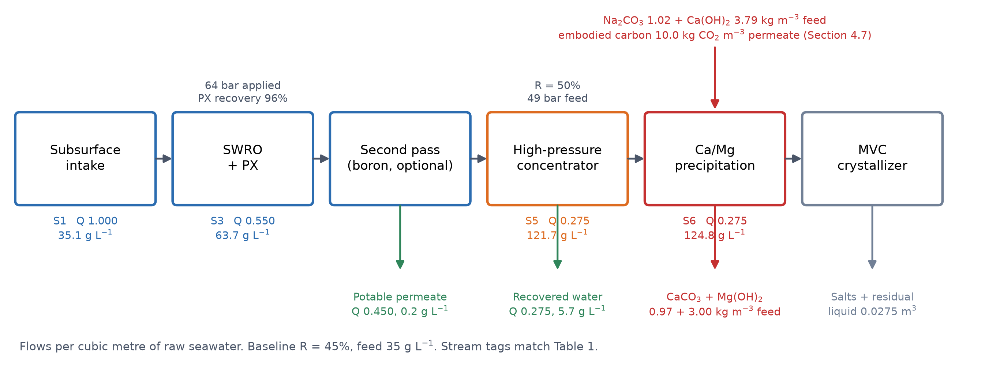 Na₂CO₃ 1.02 + Ca(OH)₂ 3.79 kg m⁻³ feed
embodied carbon 10.0 kg CO₂ m⁻³ permeate (Section 4.7)
64 bar applied
PX recovery 96%
R = 50%
49 bar feed
Subsurface
intake
SWRO
+ PX
Second pass
(boron, optional)
High-pressure
concentrator
Ca/Mg
precipitation
MVC
crystallizer
S1 Q 1.000
35.1 g L⁻¹
S3 Q 0.550
63.7 g L⁻¹
S5 Q 0.275
121.7 g L⁻¹
S6 Q 0.275
124.8 g L⁻¹
Potable permeate
Q 0.450, 0.2 g L⁻¹
Recovered water
Q 0.275, 5.7 g L⁻¹
CaCO₃ + Mg(OH)₂
0.97 + 3.00 kg m⁻³ feed
Salts + residual
liquid 0.0275 m³
Flows per cubic metre of raw seawater. Baseline R = 45%, feed 35 g L⁻¹. Stream tags match Table 1.